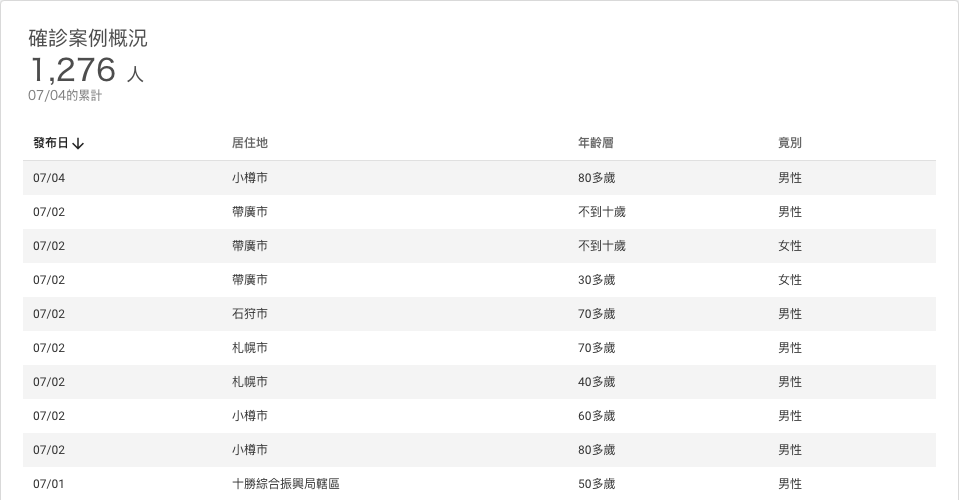 確診案例概況
1,276 人
07/04的累計
發布日↓ 居住地 年齡層 竟別
07/04 小樽市 80多歲 男性
07/02 帶廣市 不到十歲 男性
07/02 帶廣市 不到十歲 女性
07/02 帶廣市 30多歲 女性
07/02 石狩市 70多歲 男性
07/02 札幌市 70多歲 男性
07/02 札幌市 40多歲 男性
07/02 小樽市 60多歲 男性
07/02 小樽市 80多歲 男性
07/01 十勝綜合振興局轄區 50多歲 男性